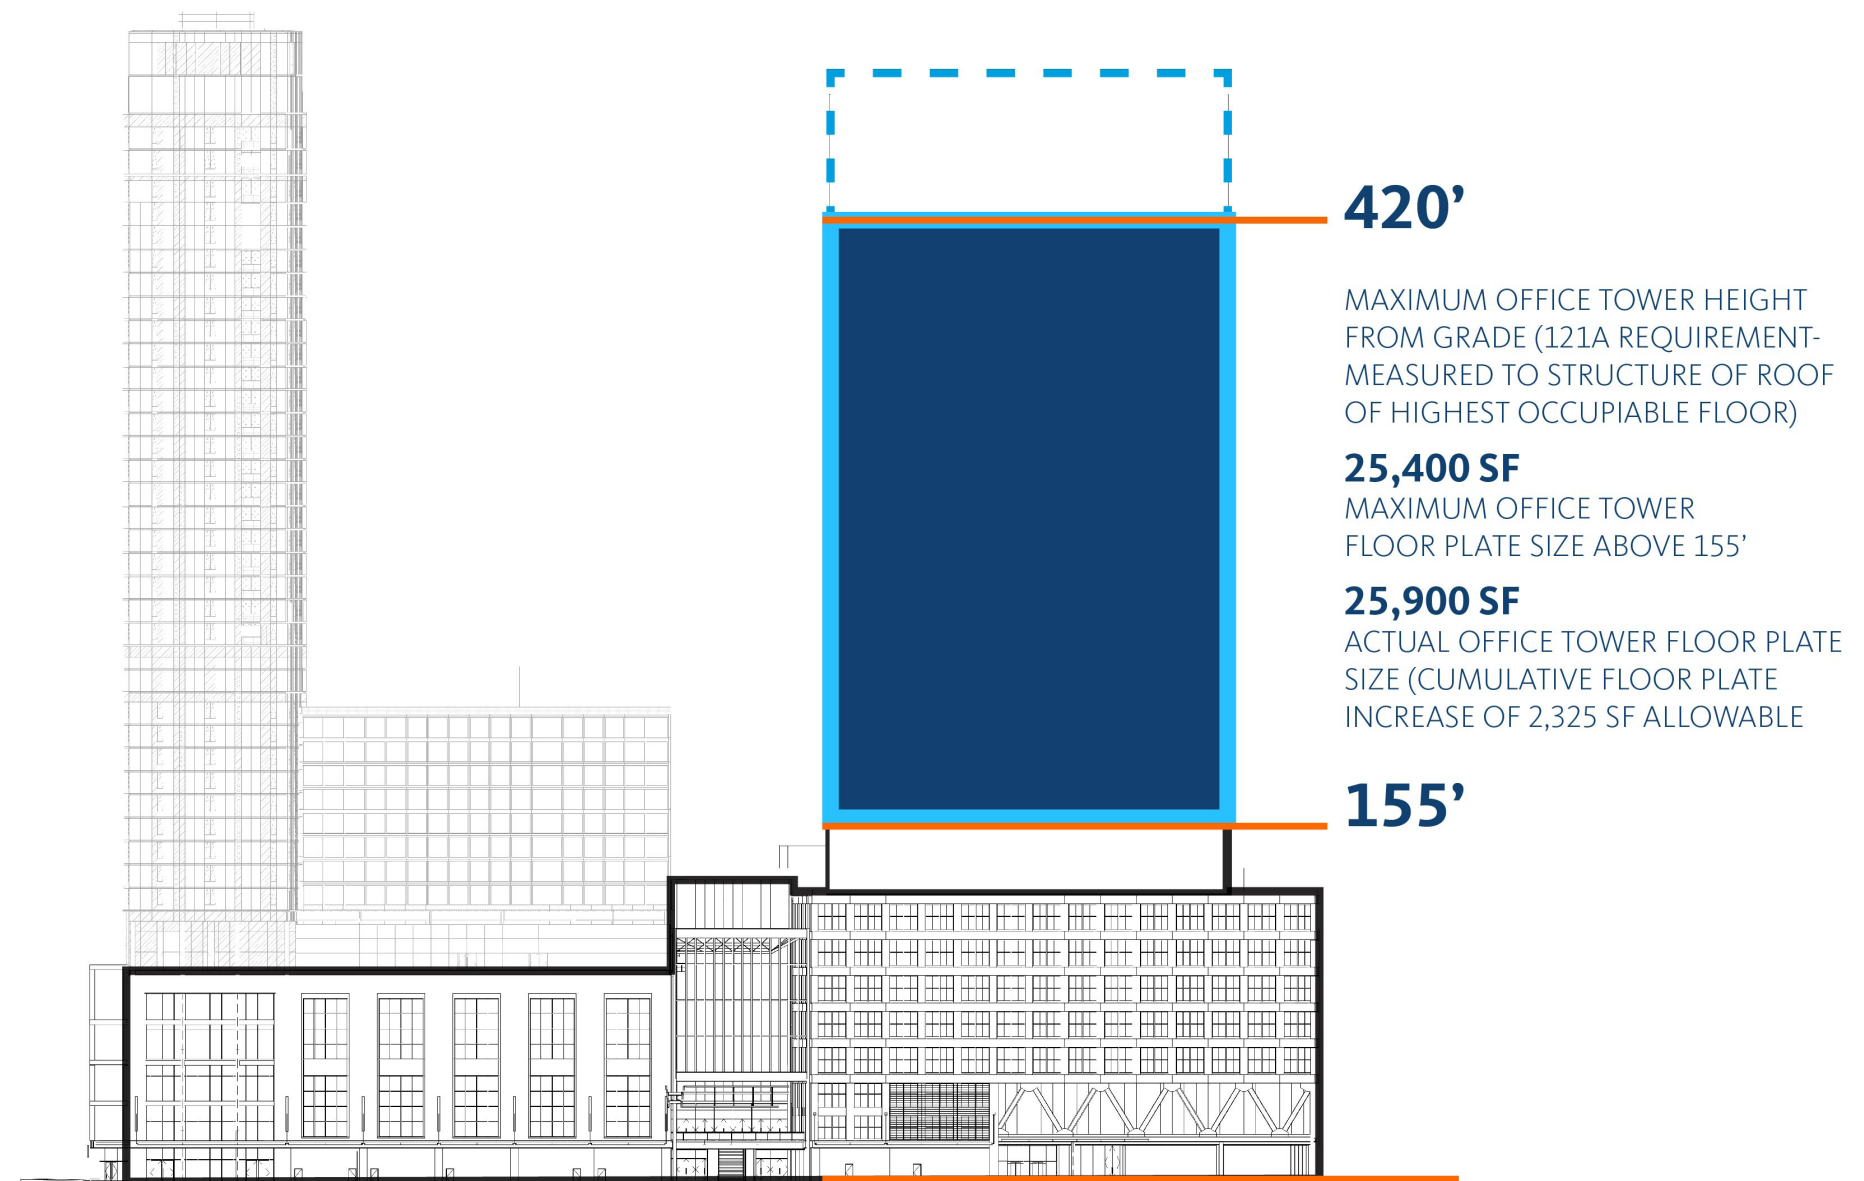 420’
MAXIMUM OFFICE TOWER HEIGHT
FROM GRADE (121A REQUIREMENT-
MEASURED TO STRUCTURE OF ROOF
OF HIGHEST OCCUPIABLE FLOOR)
25,400 SF
MAXIMUM OFFICE TOWER
FLOOR PLATE SIZE ABOVE 155’
25,900 SF
ACTUAL OFFICE TOWER FLOOR PLATE
SIZE (CUMULATIVE FLOOR PLATE
INCREASE OF 2,325 SF ALLOWABLE
155’